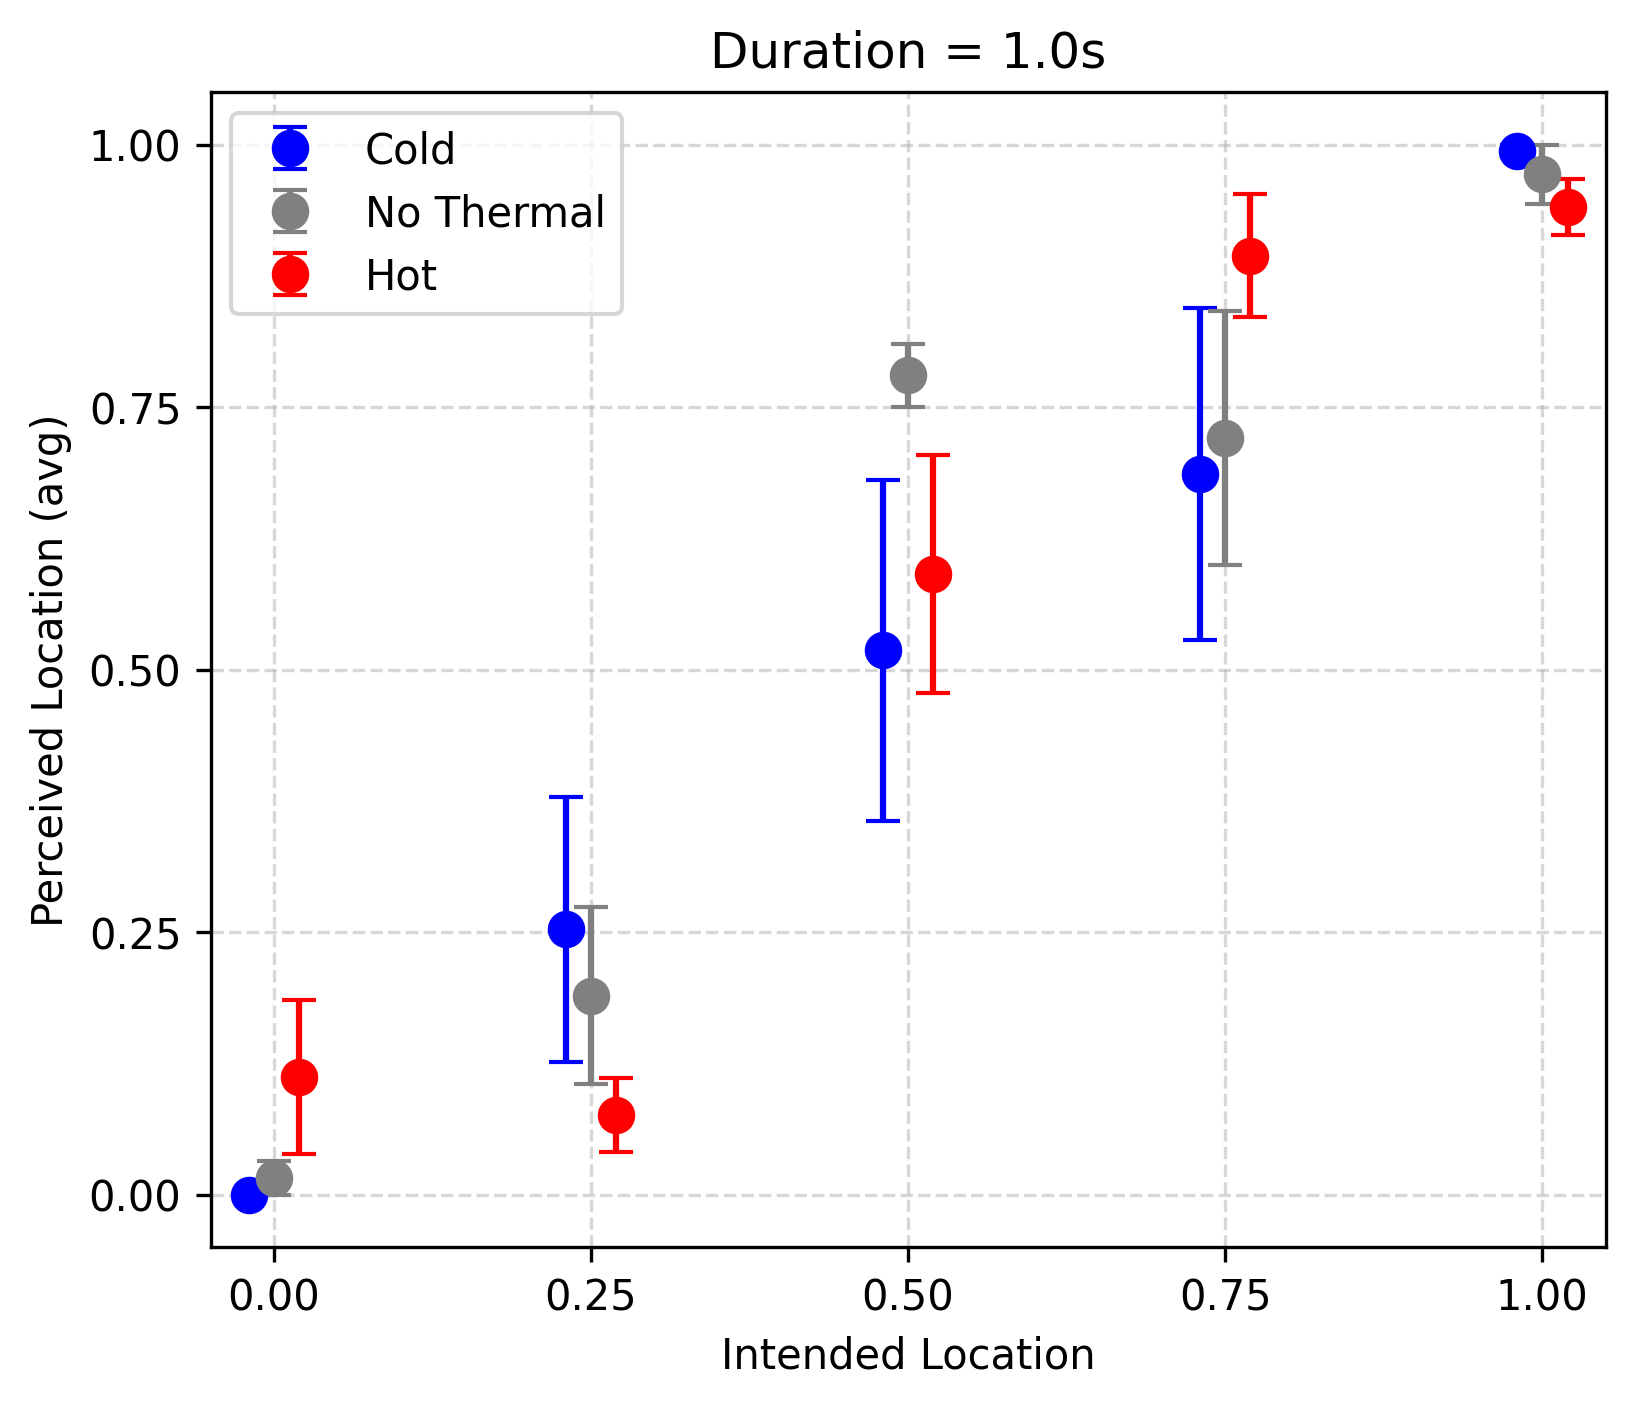 Duration = 1.0s
Cold
No Thermal
Hot
1.00
0.75
0.50
0.25
0.00
Perceived Location (avg)
0.00 0.25 0.50 0.75 1.00
Intended Location